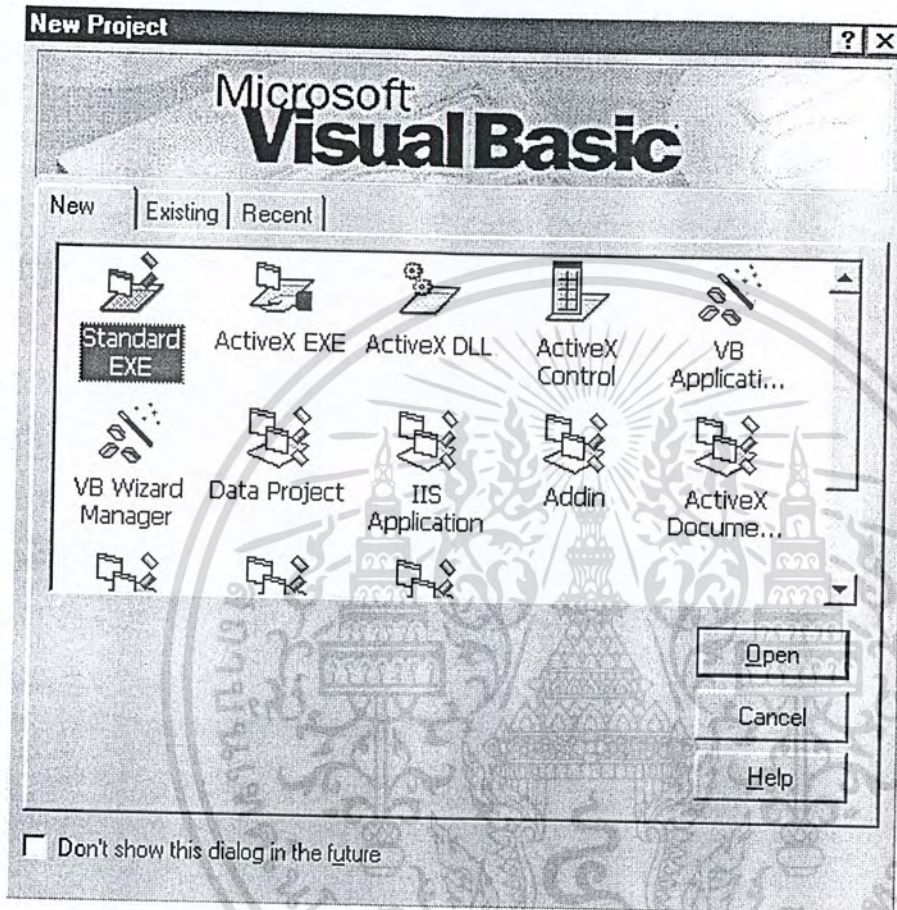 New Project
? X
Microsoft
Visual Basic
New Existing Recent
Standard EXE
ActiveX EXE
ActiveX DLL
ActiveX Control
VB Applicati...
VB Wizard Manager
Data Project
IIS Application
Addin
ActiveX Docume...
Open
Cancel
Help
Don't show this dialog in the future